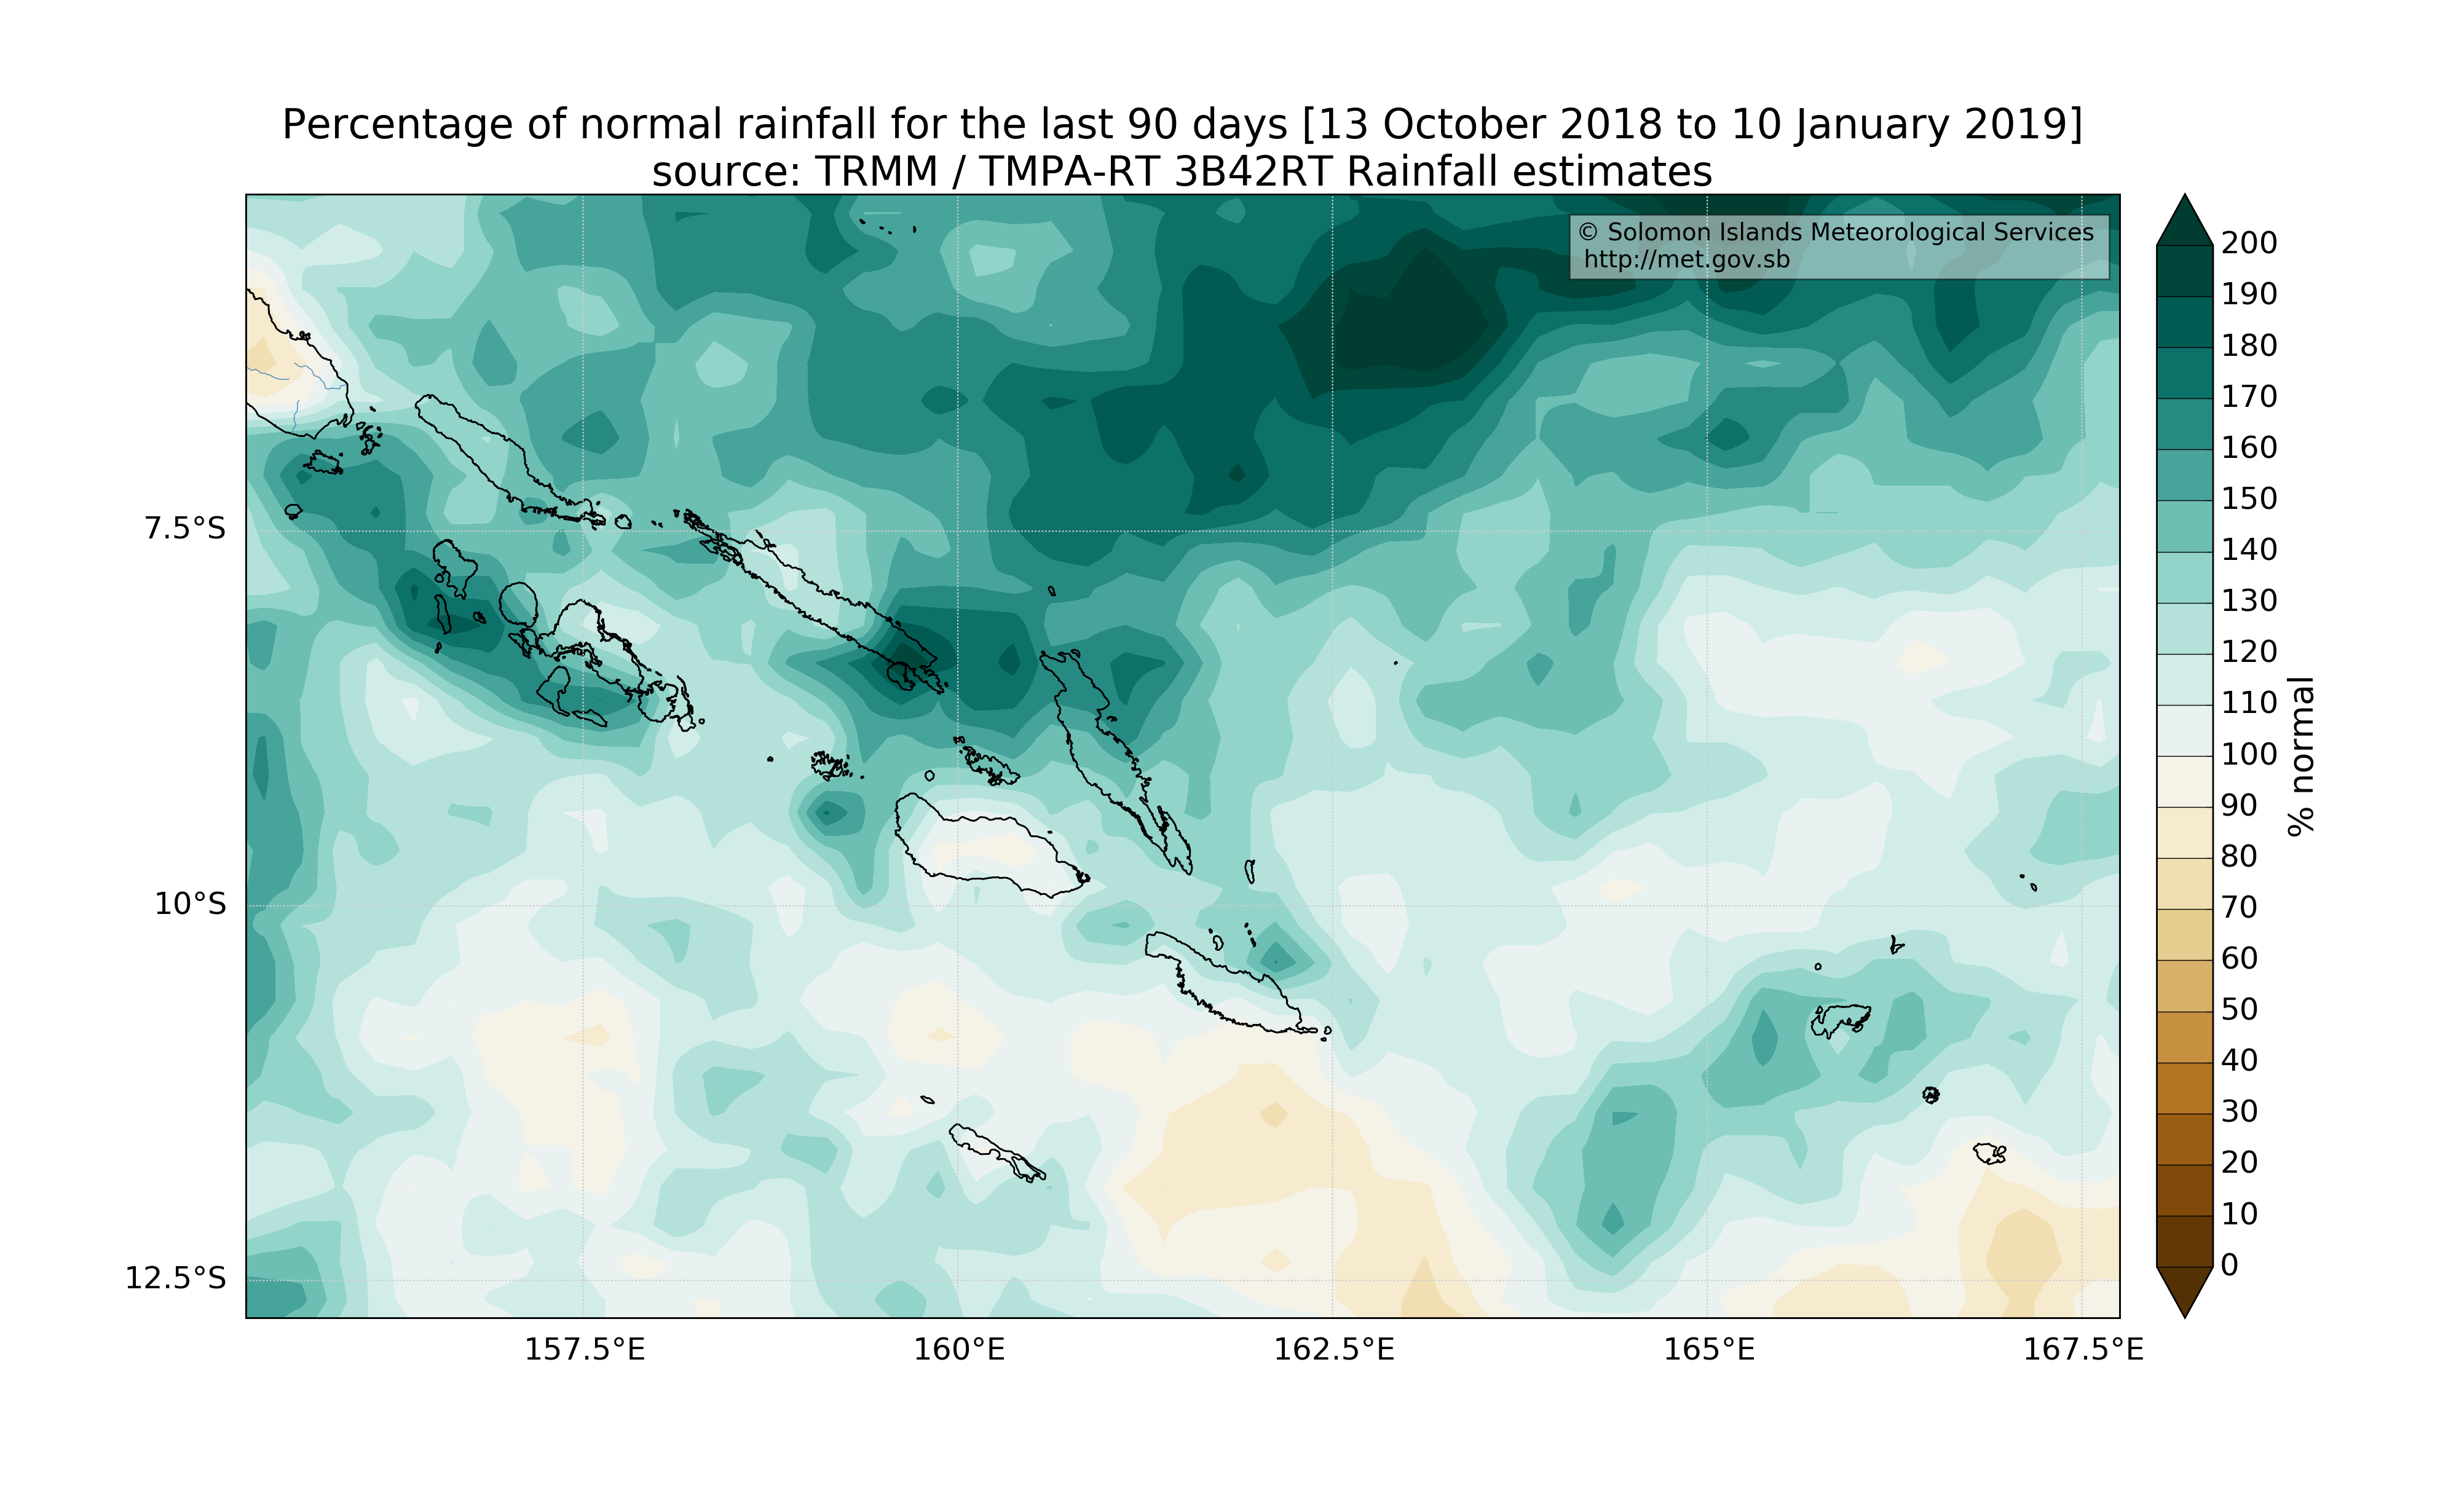 Percentage of normal rainfall for the last 90 days [13 October 2018 to 10 January 2019]
source: TRMM / TMPA-RT 3B42RT Rainfall estimates
© Solomon Islands Meteorological Services
http://met.gov.sb
7.5°S
10°S
12.5°S
157.5°E
160°E
162.5°E
165°E
167.5°E
200
190
180
170
160
150
140
130
120
110
100
90
80
70
60
50
40
30
20
10
0
% normal